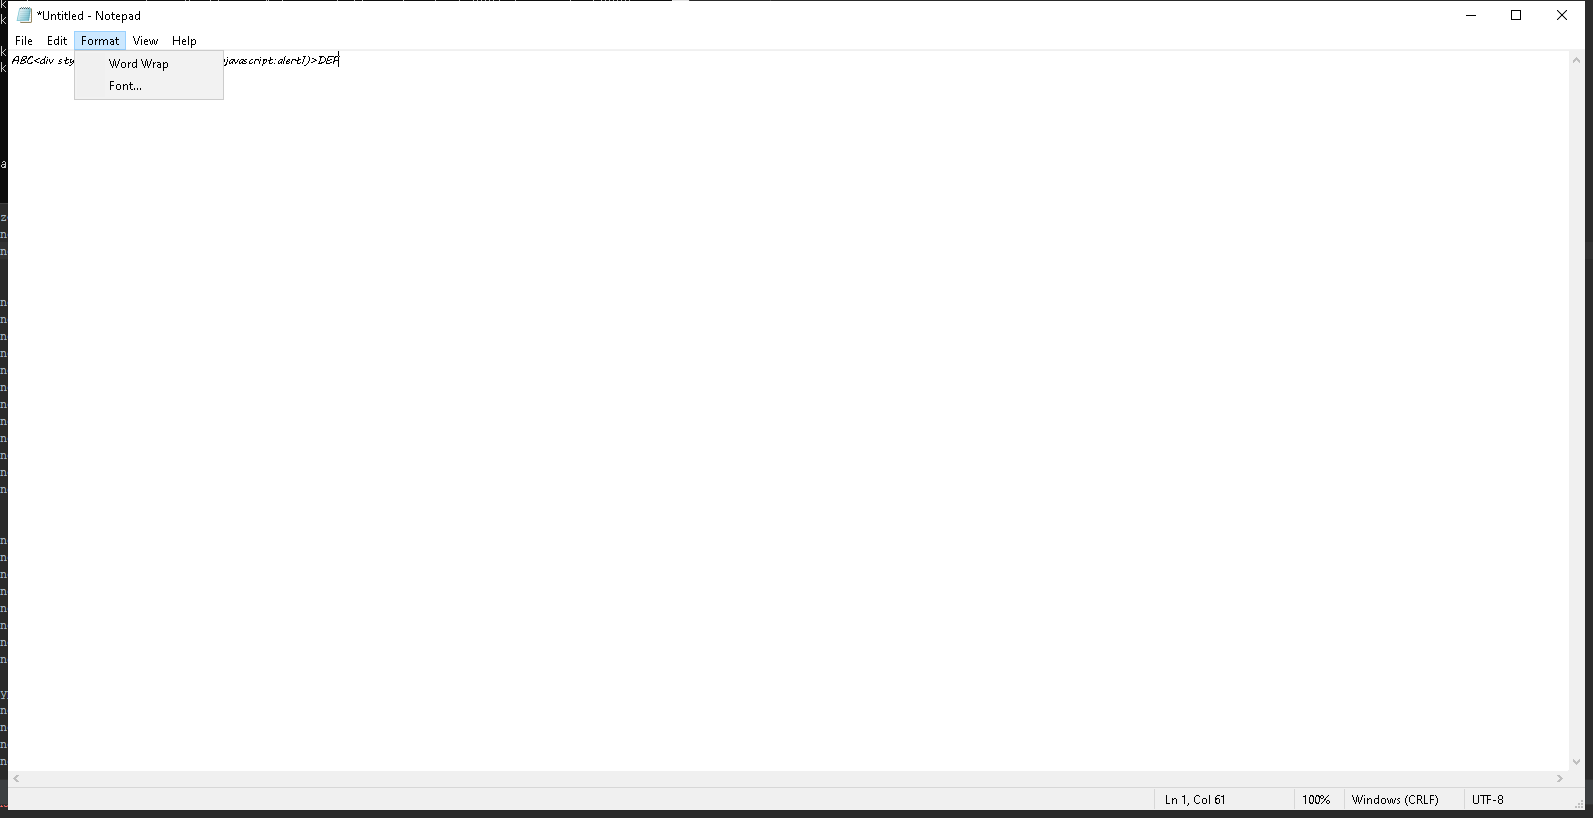 *Untitled - Notepad
File Edit Format View Help
ABC<div sty
javascript:alert1)>DEF
Word Wrap
Font...
Ln 1, Col 61 100% Windows (CRLF) UTF-8